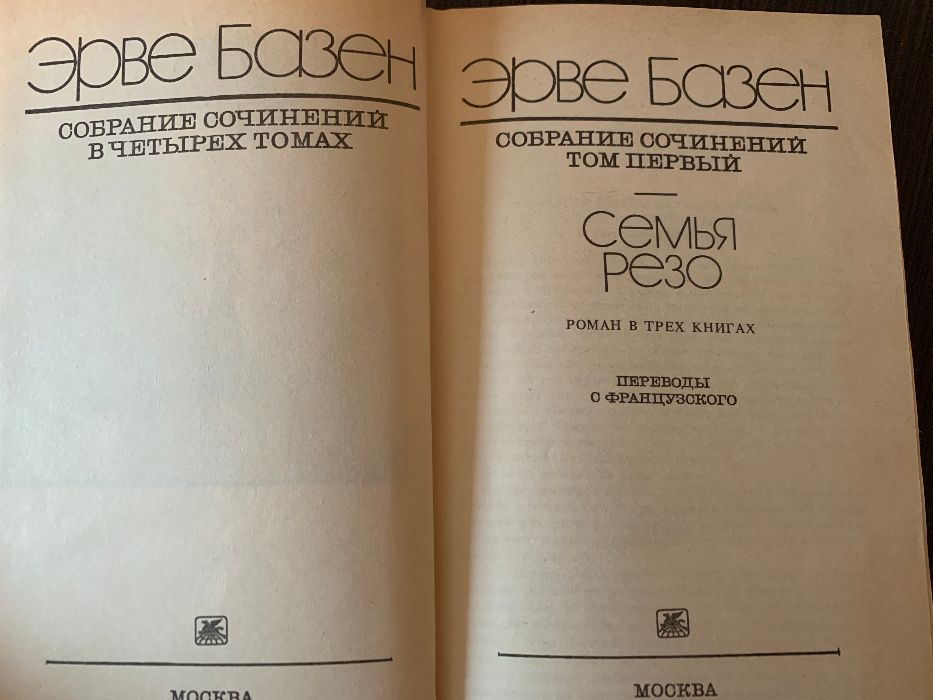 Эрве Базен
СОБРАНИЕ СОЧИНЕНИЙ
В ЧЕТЫРЕХ ТОМАХ
МОСКВА
Эрве Базен
СОБРАНИЕ СОЧИНЕНИЙ
ТОМ ПЕРВЫЙ
Семья
Резо
РОМАН В ТРЕХ КНИГАХ
ПЕРЕВОДЫ
С ФРАНЦУЗСКОГО
МОСКВА